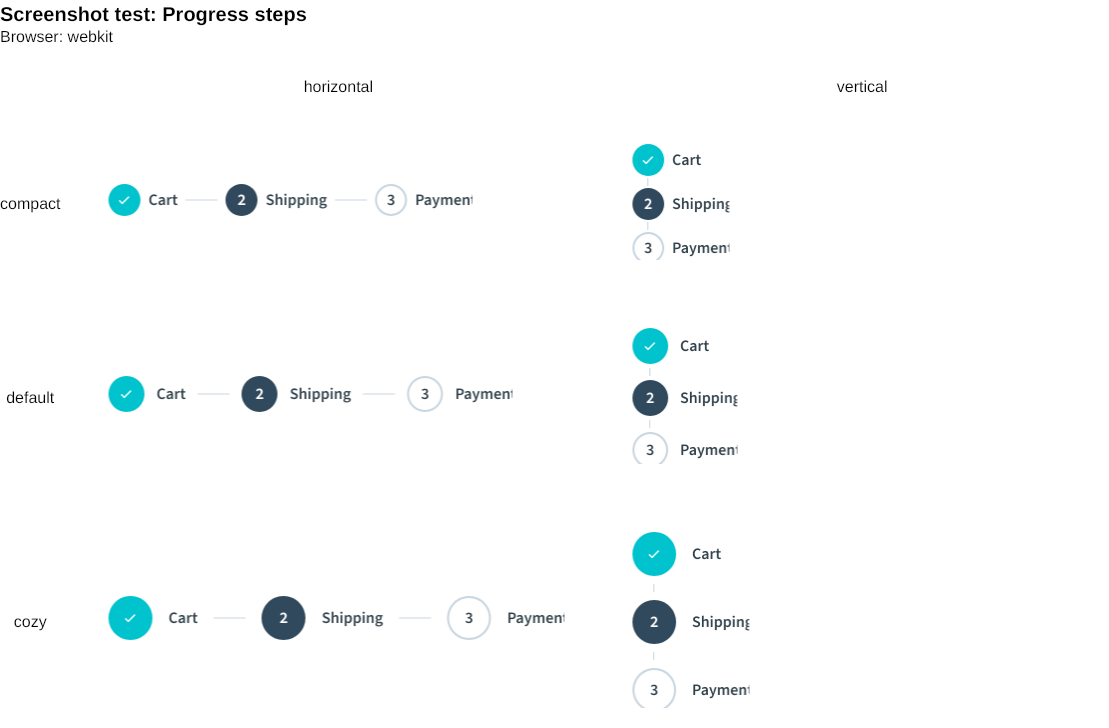 Screenshot test: Progress steps
Browser: webkit
horizontal vertical
compact Cart 2 Shipping 3 Payment
Cart
2 Shipping
3 Payment
default Cart 2 Shipping 3 Payment
Cart
2 Shipping
3 Payment
cozy Cart 2 Shipping 3 Payment
Cart
2 Shipping
3 Payment